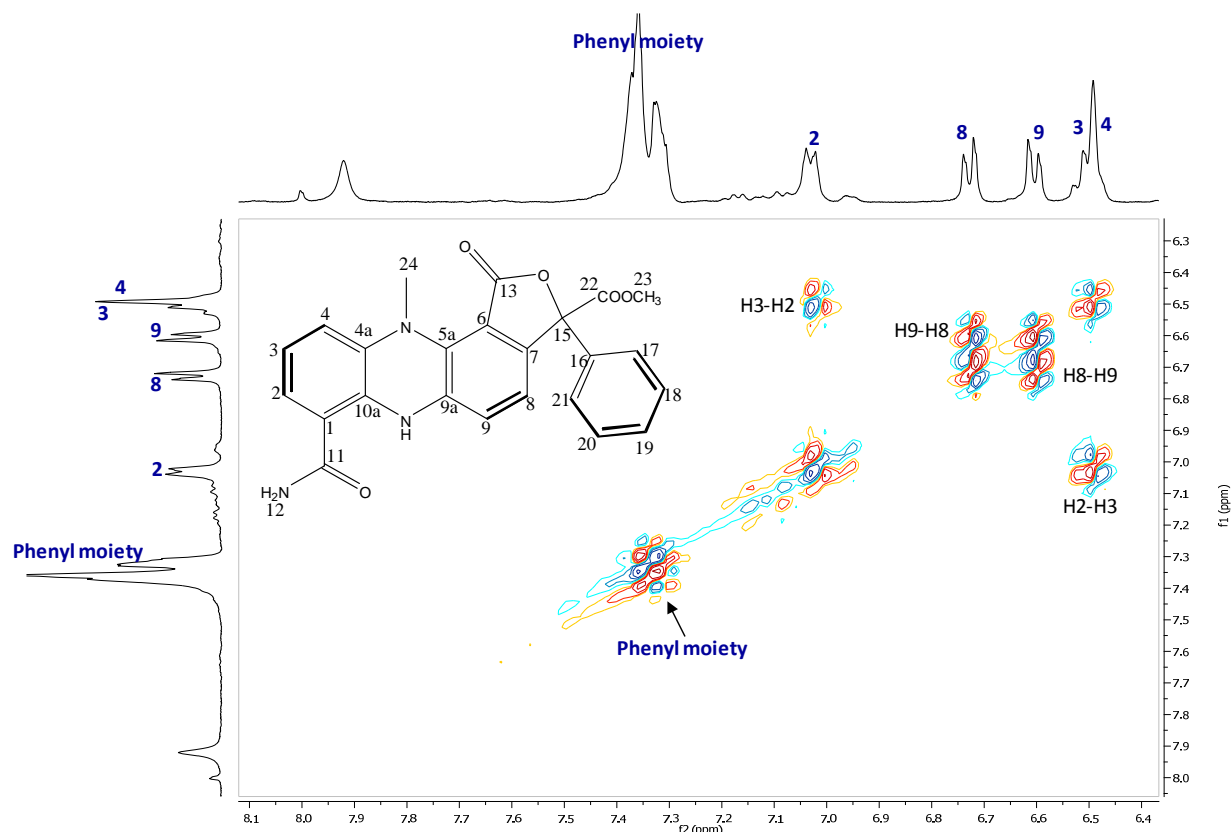 Phenyl moiety
2
8
9
3
4
4
3
9
8
2
Phenyl moiety
24
O
O
22
23
COOCH₃
13
N
4
4a
5a
6
15
3
7
16
17
2
10a
9a
8
21
18
1
N
H
9
20
19
11
H₂N
12
O
H3-H2
H9-H8
H8-H9
H2-H3
Phenyl moiety
6.3
6.4
6.5
6.6
6.7
6.8
6.9
7.0
7.1
7.2
7.3
7.4
7.5
7.6
7.7
7.8
7.9
8.0
f1 (ppm)
8.1 8.0 7.9 7.8 7.7 7.6 7.5 7.4 7.3 7.2 7.1 7.0 6.9 6.8 6.7 6.6 6.5 6.4
f2 (ppm)